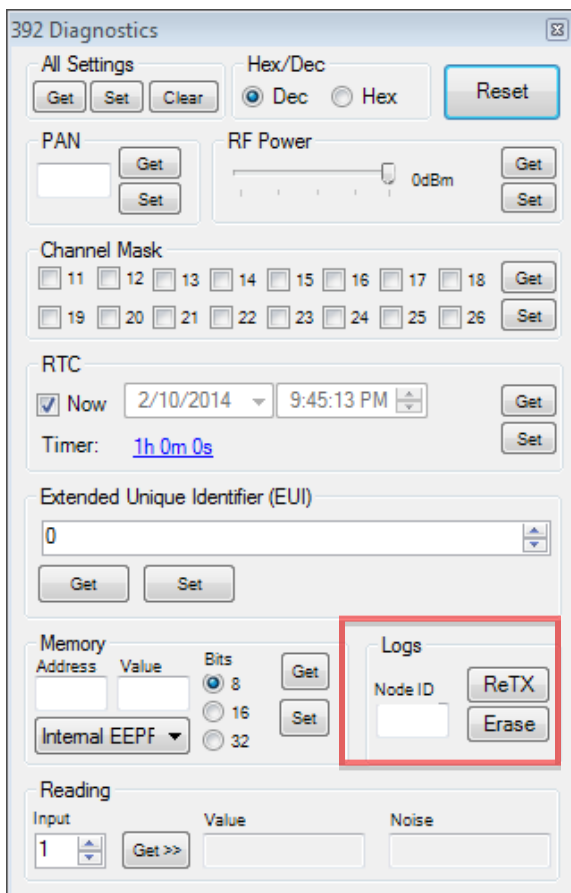 392 Diagnostics
All Settings
Get Set Clear
Hex/Dec
Dec Hex
Reset
PAN
Get
Set
RF Power
0dBm
Get
Set
Channel Mask
11 12 13 14 15 16 17 18 Get
19 20 21 22 23 24 25 26 Set
RTC
Now 2/10/2014 9:45:13 PM Get
Timer: 1h 0m 0s Set
Extended Unique Identifier (EUI)
0
Get Set
Memory
Address Value Bits
8
16
32
Get
Set
Internal EEPF
Logs
Node ID ReTX
Erase
Reading
Input Value Noise
1 Get >>